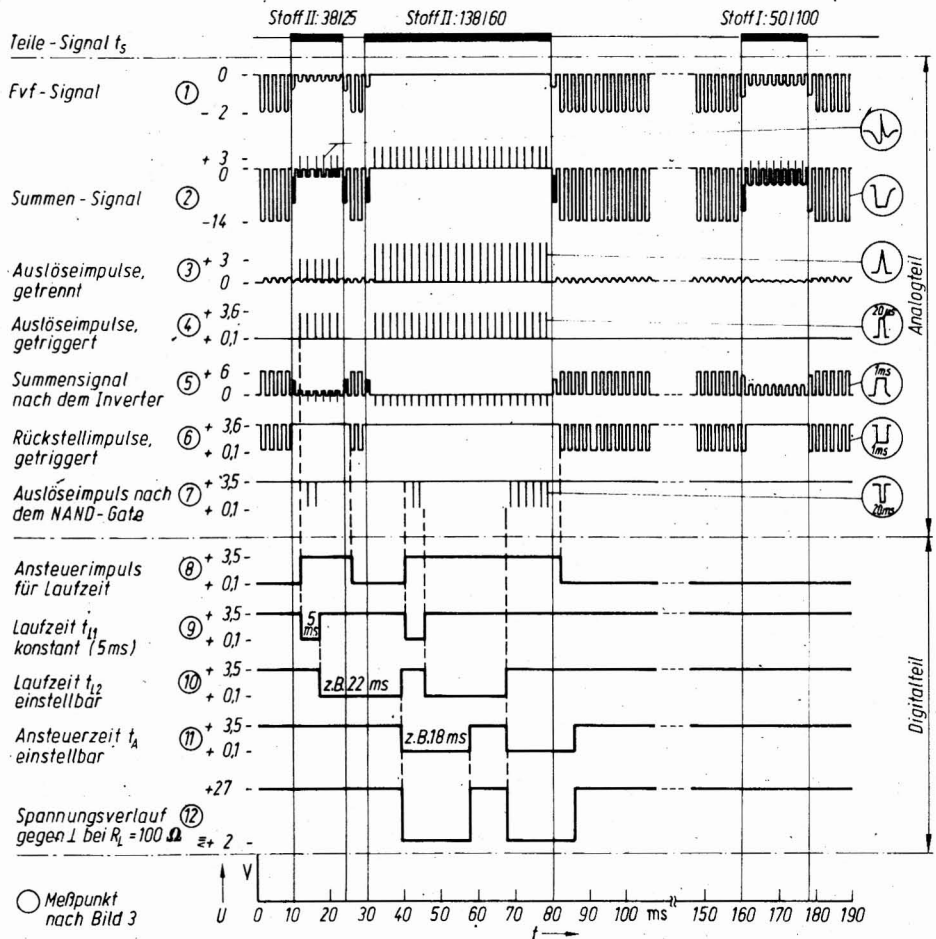 Stoff II: 38/25 Stoff II: 138/60 Stoff I: 50/100
Teile - Signal ts
Fvf - Signal ① 0 -
- 2 -
+ 3 -
0 -
Summen - Signal ②
-14 -
Auslöseimpulse, getrennt ③ + 3 -
0 -
Auslöseimpulse, getriggert ④ + 3,6 -
+ 0,1 -
20 µs
Summensignal nach dem Inverter ⑤ + 6 -
0 -
1ms
Rückstellimpulse, getriggert ⑥ + 3,6 -
+ 0,1 -
1ms
Auslöseimpuls nach dem NAND-Gate ⑦ + 3,5 -
+ 0,1 -
20ms
Analogteil
Ansteuerimpuls für Laufzeit ⑧ + 3,5 -
+ 0,1 -
Laufzeit tL1 konstant (5ms) ⑨ + 3,5 -
+ 0,1 -
5 ms
Laufzeit tL2 einstellbar ⑩ + 3,5 -
+ 0,1 -
z.B. 22 ms
Ansteuerzeit tA einstellbar ⑪ + 3,5 -
+ 0,1 -
z.B. 18 ms
Digitalteil
+27 -
Spannungsverlauf ⑫
gegen ⊥ bei RL = 100 Ω ≦+ 2 -
V
U
○ Meßpunkt nach Bild 3
0 10 20 30 40 50 60 70 80 90 100 ms 150 160 170 180 190
t